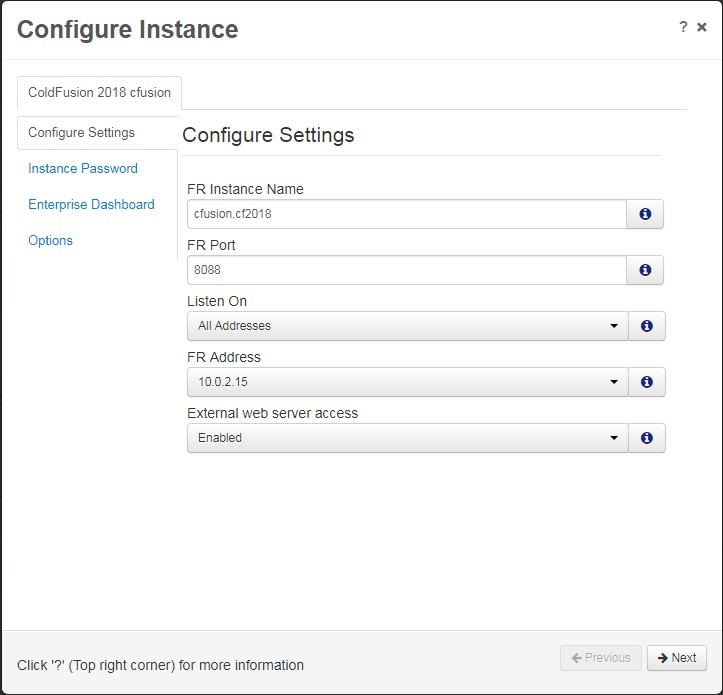 Configure Instance
?
ColdFusion 2018 cfusion
Configure Settings
Instance Password
Enterprise Dashboard
Options
Configure Settings
FR Instance Name
cfusion.cf2018
FR Port
8088
Listen On
All Addresses
FR Address
10.0.2.15
External web server access
Enabled
Click '?' (Top right corner) for more information
Previous
Next